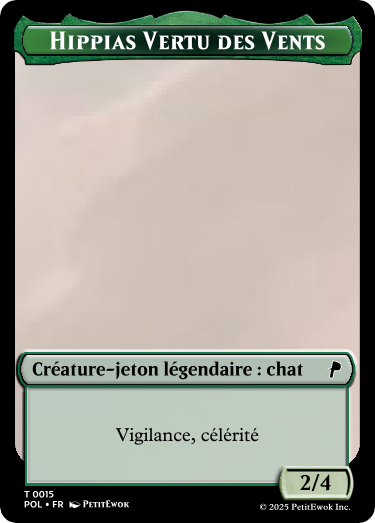 Hippias Vertu des Vents
Créature-jeton légendaire : chat
Vigilance, célérité
2/4
T 0015
POL • FR PetitEwok
© 2025 PetitEwok Inc.